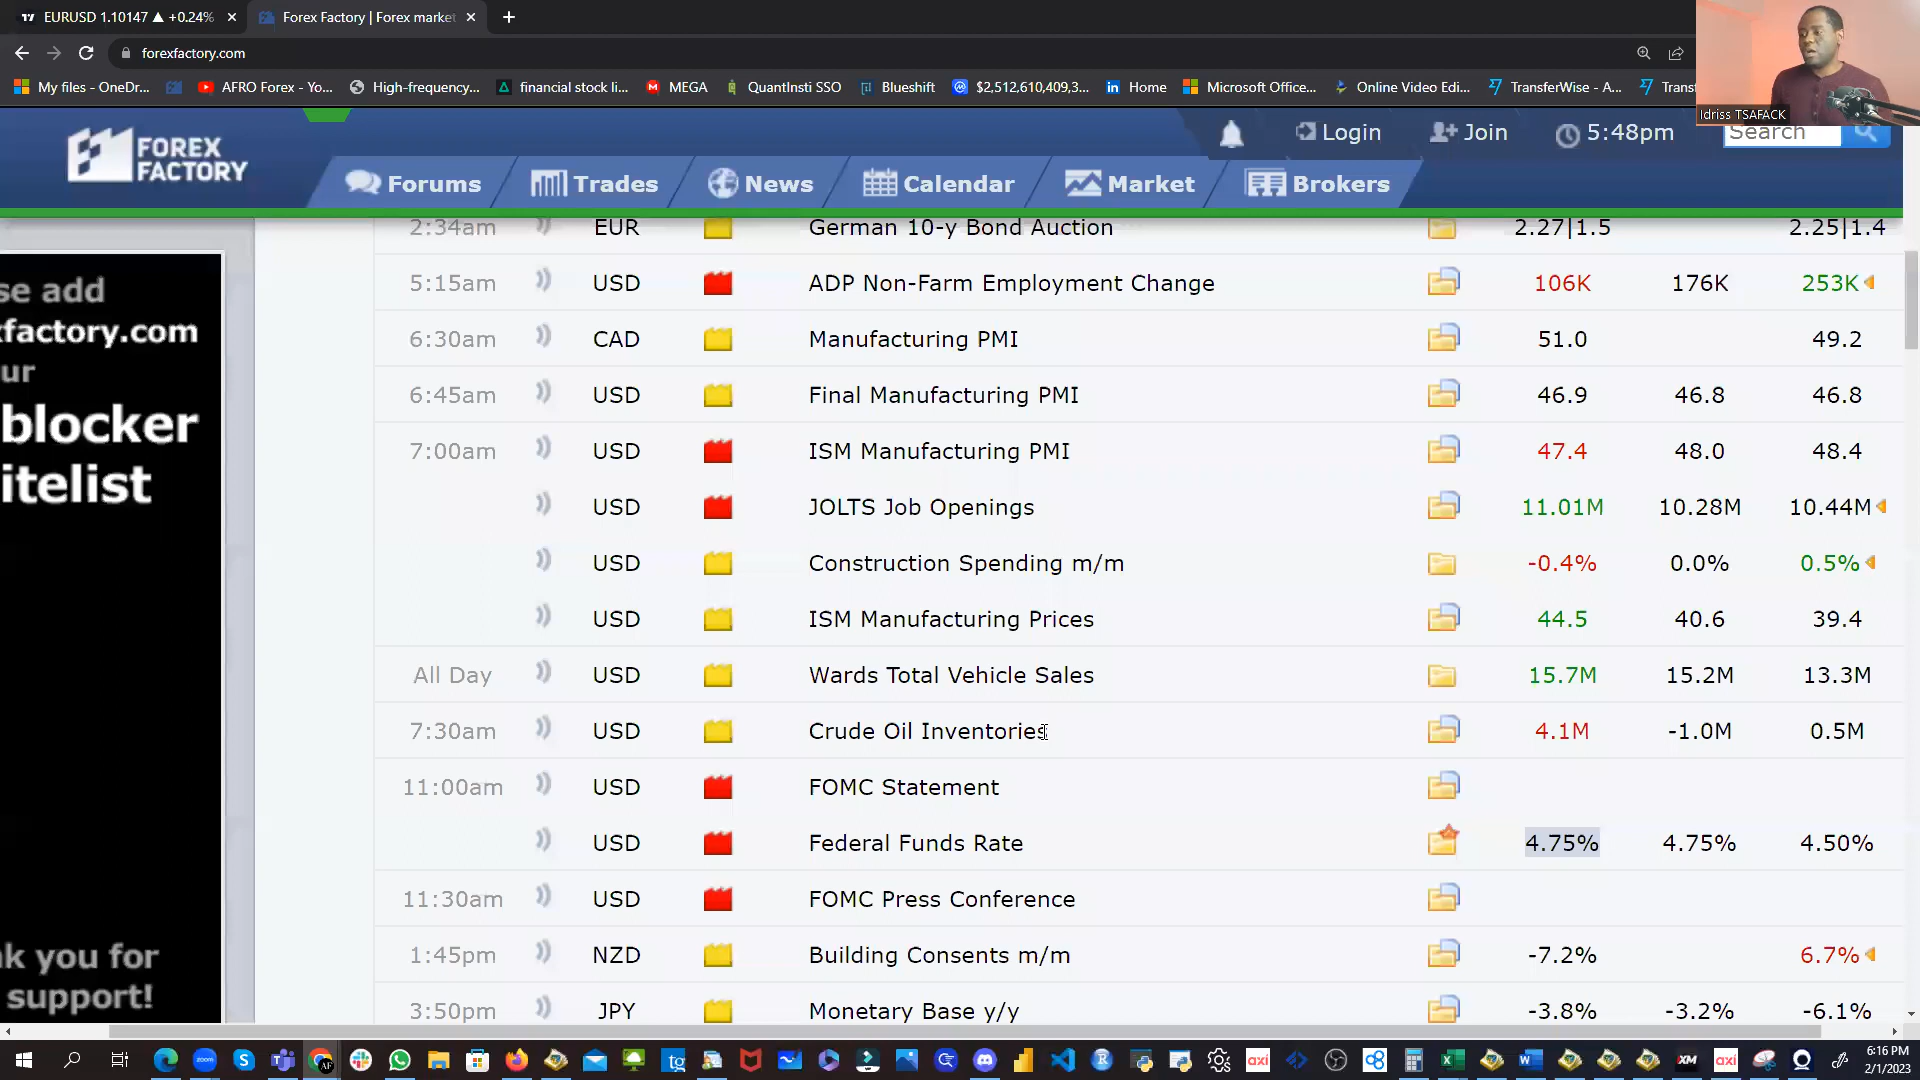 EURUSD 1.10147 ▲ +0.24%
Forex Factory | Forex market
forexfactory.com
My files - OneDr...
AFRO Forex - Yo...
High-frequency...
financial stock li...
MEGA
QuantInsti SSO
Blueshift
$2,512,610,409,3...
Home
Microsoft Office...
Online Video Edi...
TransferWise - A...
Transf
Idriss TSAFACK
FOREX
FACTORY
Login
Join
5:48pm
Search
Forums
Trades
News
Calendar
Market
Brokers
se add
xfactory.com
ur
blocker
itelist
k you for
support!
2:34am EUR German 10-y Bond Auction 2.27|1.5 2.25|1.4
5:15am USD ADP Non-Farm Employment Change 106K 176K 253K
6:30am CAD Manufacturing PMI 51.0 49.2
6:45am USD Final Manufacturing PMI 46.9 46.8 46.8
7:00am USD ISM Manufacturing PMI 47.4 48.0 48.4
USD JOLTS Job Openings 11.01M 10.28M 10.44M
USD Construction Spending m/m -0.4% 0.0% 0.5%
USD ISM Manufacturing Prices 44.5 40.6 39.4
All Day USD Wards Total Vehicle Sales 15.7M 15.2M 13.3M
7:30am USD Crude Oil Inventories 4.1M -1.0M 0.5M
11:00am USD FOMC Statement
USD Federal Funds Rate 4.75% 4.75% 4.50%
11:30am USD FOMC Press Conference
1:45pm NZD Building Consents m/m -7.2% 6.7%
3:50pm JPY Monetary Base y/y -3.8% -3.2% -6.1%
zoom
tg
axi
XM
axi
6:16 PM
2/1/2023